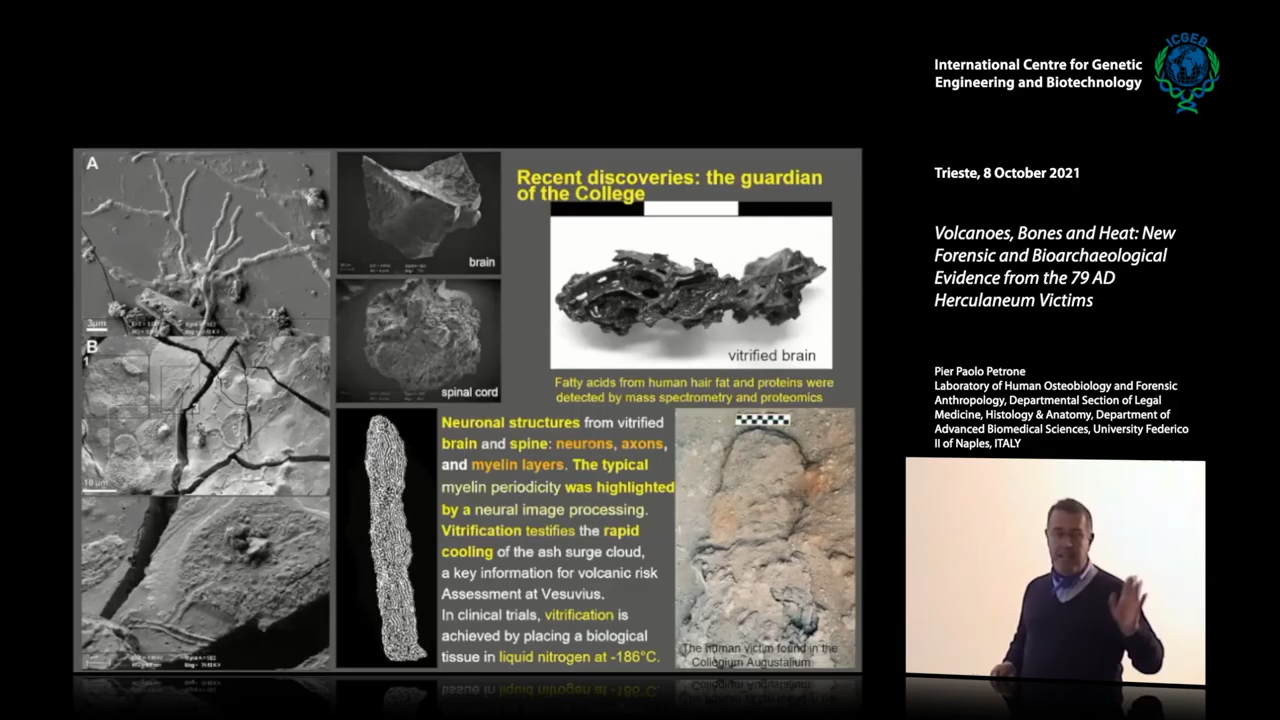 ICGEB
International Centre for Genetic
Engineering and Biotechnology
Trieste, 8 October 2021
Volcanoes, Bones and Heat: New
Forensic and Bioarchaeological
Evidence from the 79 AD
Herculaneum Victims
Pier Paolo Petrone
Laboratory of Human Osteobiology and Forensic
Anthropology, Departmental Section of Legal
Medicine, Histology & Anatomy, Department of
Advanced Biomedical Sciences, University Federico
II of Naples, ITALY
Recent discoveries: the guardian
of the College
A
3µm
B
1
10 µm
brain
spinal cord
vitrified brain
Fatty acids from human hair fat and proteins were
detected by mass spectrometry and proteomics
Neuronal structures from vitrified
brain and spine: neurons, axons,
and myelin layers. The typical
myelin periodicity was highlighted
by a neural image processing.
Vitrification testifies the rapid
cooling of the ash surge cloud,
a key information for volcanic risk
Assessment at Vesuvius.
In clinical trials, vitrification is
achieved by placing a biological
tissue in liquid nitrogen at -186°C.
The human victim found in the
Collegium Augustalium